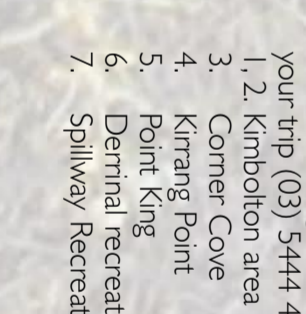 your trip (03) 5444 4
1, 2. Kimbolton area
3. Corner Cove
4. Kirrang Point
5. Point King
6. Derrinal recreat
7. Spillway Recreat